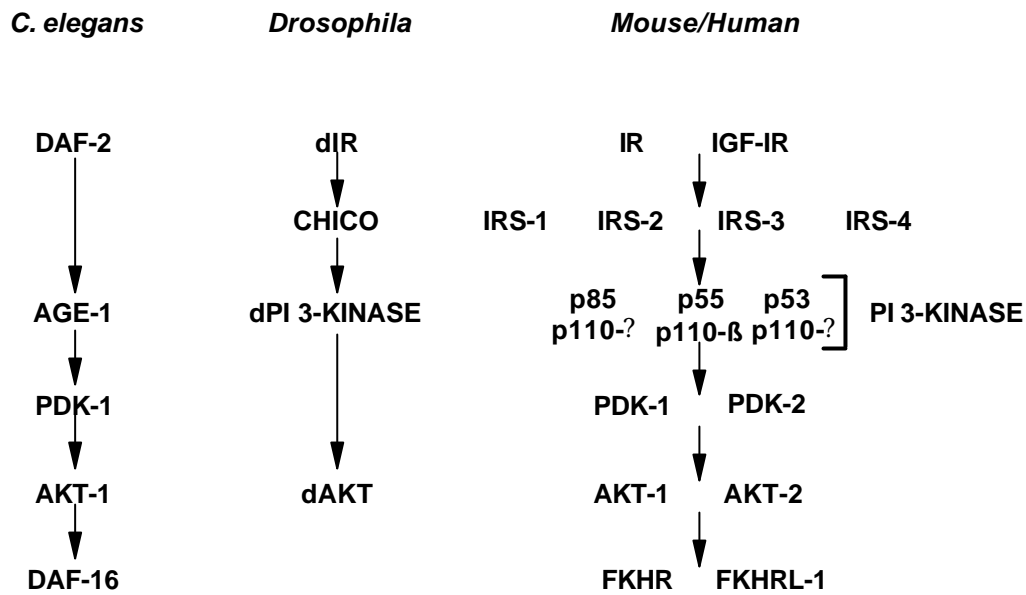 C. elegans Drosophila Mouse/Human
DAF-2 dIR IR IGF-IR
CHICO IRS-1 IRS-2 IRS-3 IRS-4
AGE-1 dPI 3-KINASE p85 p55 p53 PI 3-KINASE
p110-? p110-ß p110-?
PDK-1 PDK-1 PDK-2
AKT-1 dAKT AKT-1 AKT-2
DAF-16 FKHR FKHRL-1